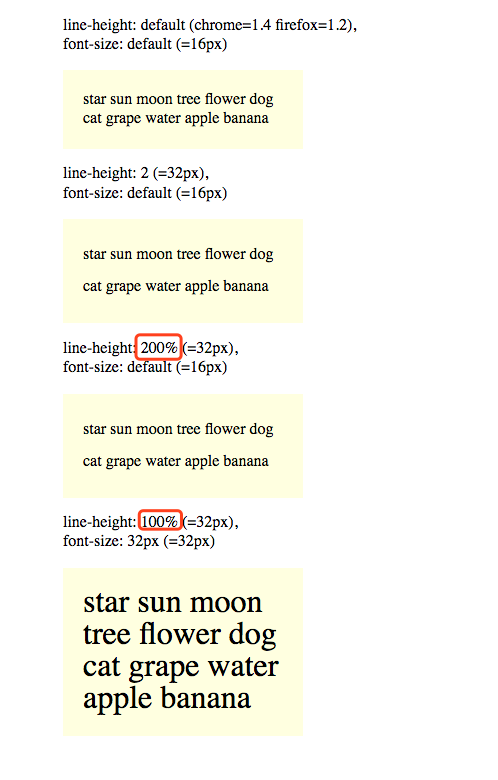 line-height: default (chrome=1.4 firefox=1.2),
font-size: default (=16px)
star sun moon tree flower dog
cat grape water apple banana
line-height: 2 (=32px),
font-size: default (=16px)
star sun moon tree flower dog
cat grape water apple banana
line-height: 200% (=32px),
font-size: default (=16px)
star sun moon tree flower dog
cat grape water apple banana
line-height: 100% (=32px),
font-size: 32px (=32px)
star sun moon
tree flower dog
cat grape water
apple banana